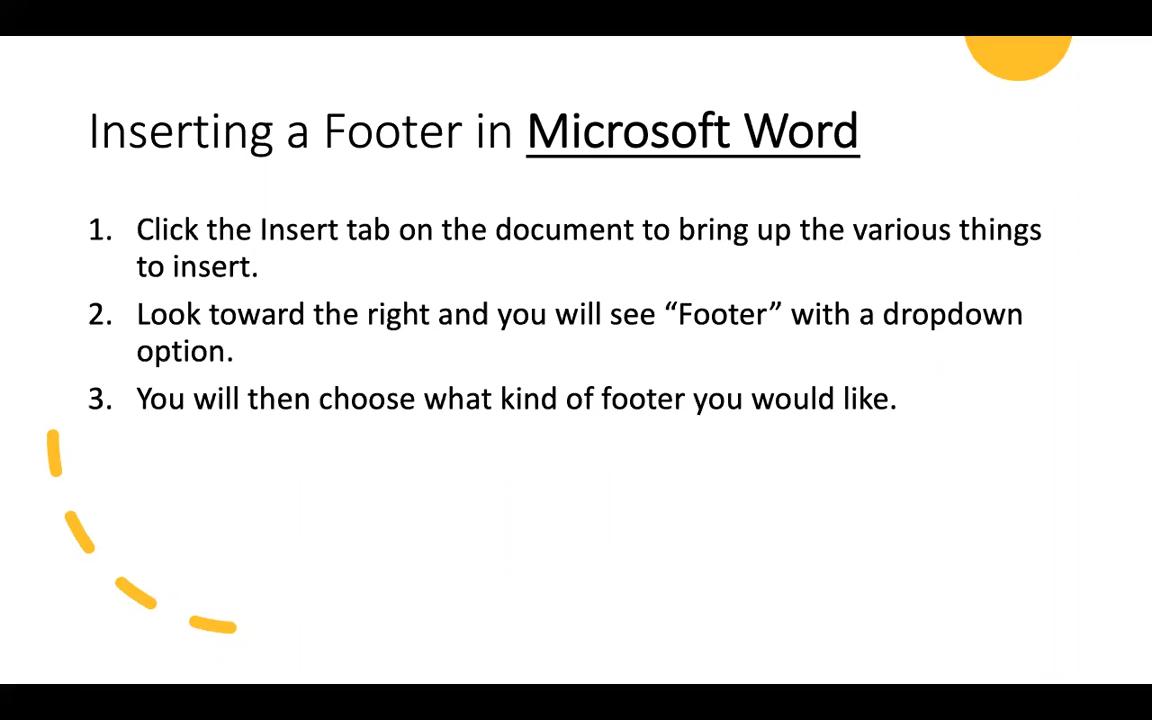 Inserting a Footer in Microsoft Word
1. Click the Insert tab on the document to bring up the various things
to insert.
2. Look toward the right and you will see “Footer” with a dropdown
option.
3. You will then choose what kind of footer you would like.